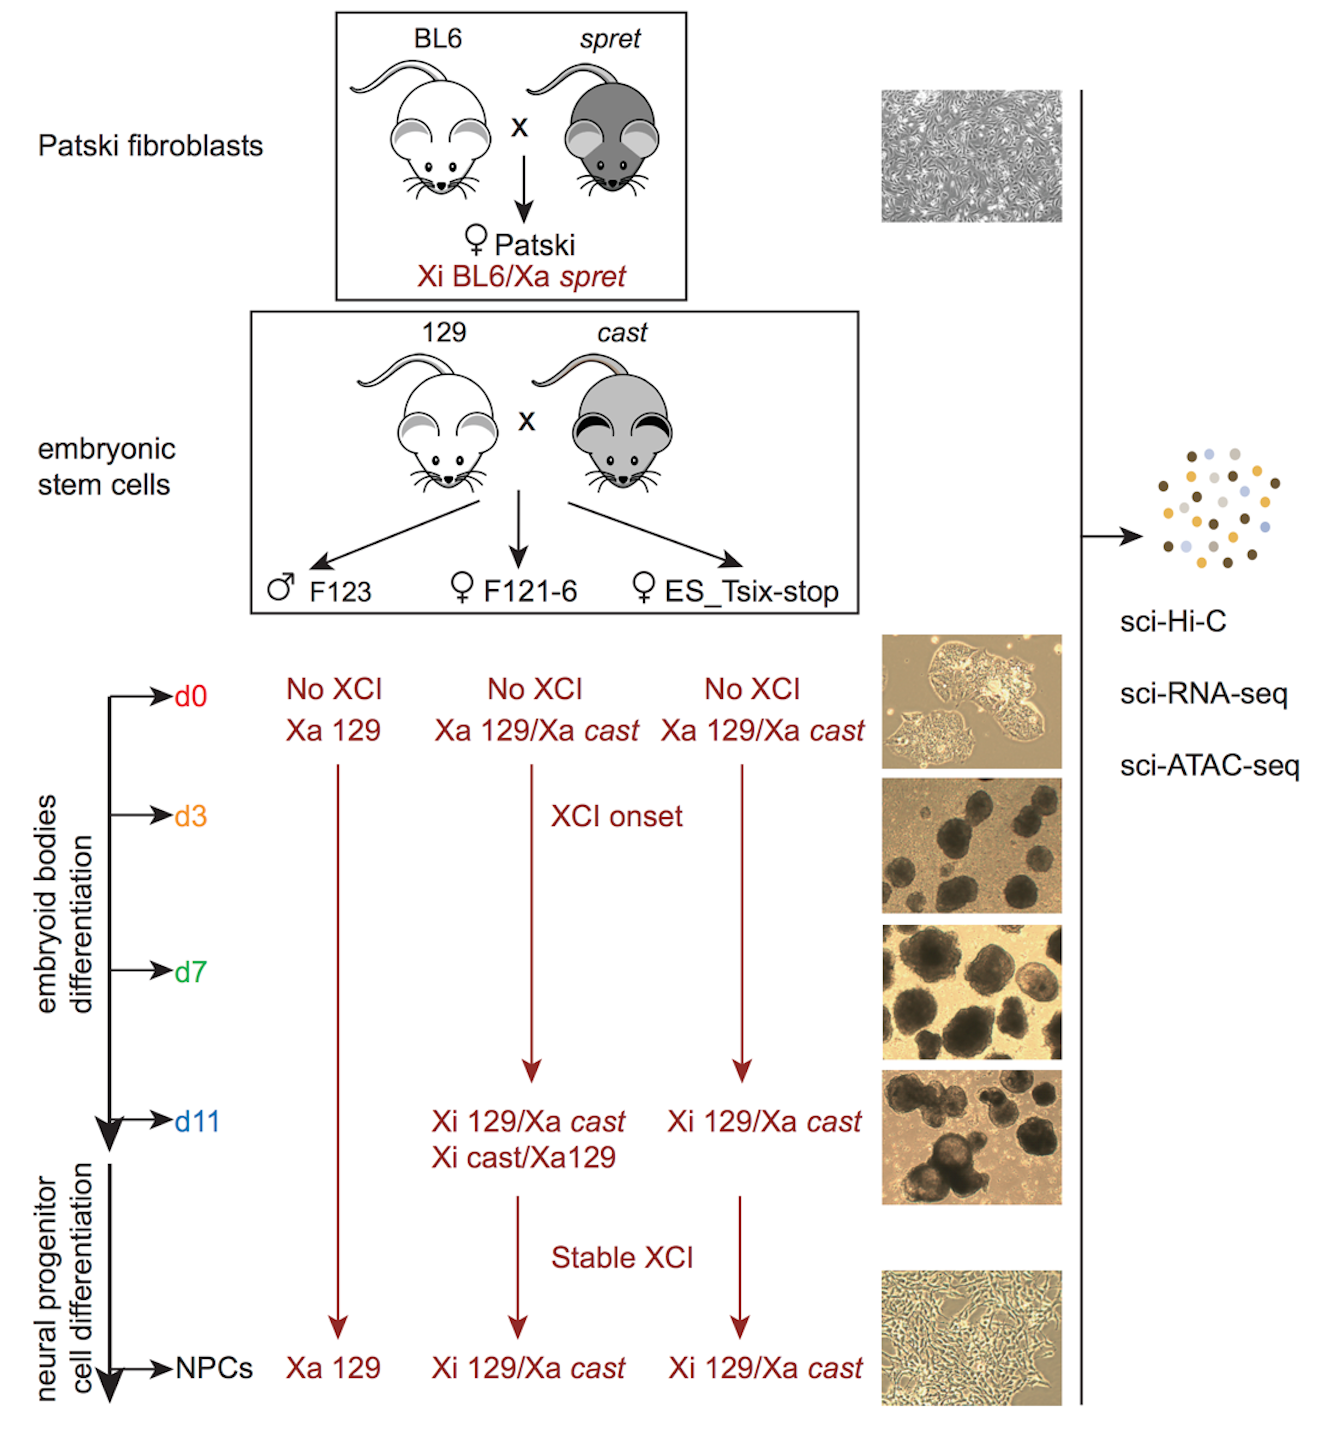 BL6 spret
Patski fibroblasts
x
♀ Patski
Xi BL6/Xa spret
129 cast
x
embryonic
stem cells
♂ F123 ♀ F121-6 ♀ ES_Tsix-stop
sci-Hi-C
sci-RNA-seq
sci-ATAC-seq
embryoid bodies
differentiation
d0
No XCI No XCI No XCI
Xa 129 Xa 129/Xa cast Xa 129/Xa cast
d3
XCI onset
d7
d11
Xi 129/Xa cast Xi 129/Xa cast
Xi cast/Xa129
neural progenitor
cell differentiation
Stable XCI
NPCs
Xa 129 Xi 129/Xa cast Xi 129/Xa cast